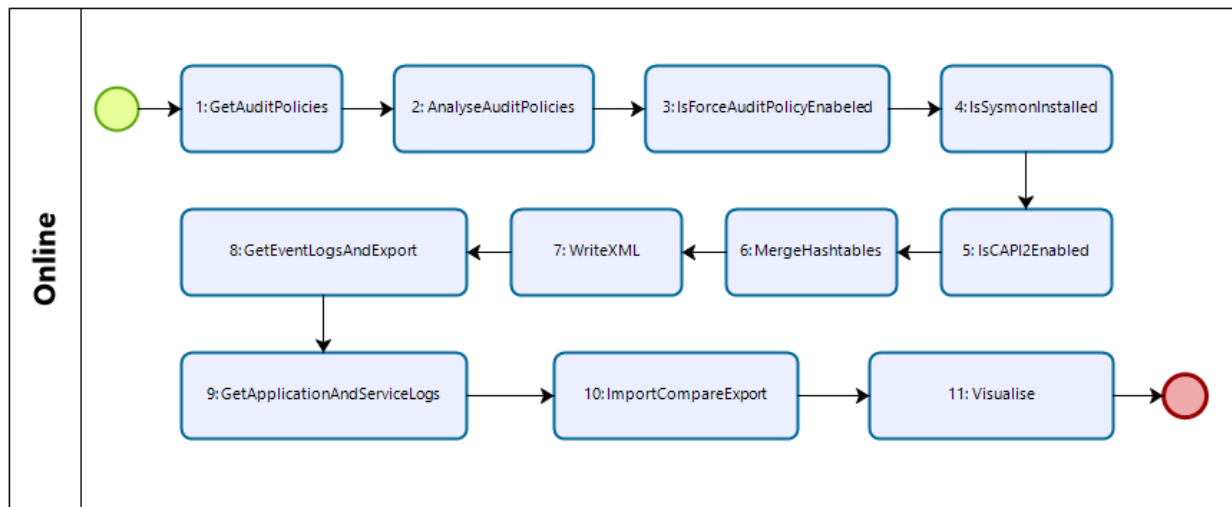 Online
1: GetAuditPolicies
2: AnalyseAuditPolicies
3: IsForceAuditPolicyEnabeled
4: IsSysmonInstalled
5: IsCAPI2Enabled
6: MergeHashtables
7: WriteXML
8: GetEventLogsAndExport
9: GetApplicationAndServiceLogs
10: ImportCompareExport
11: Visualise